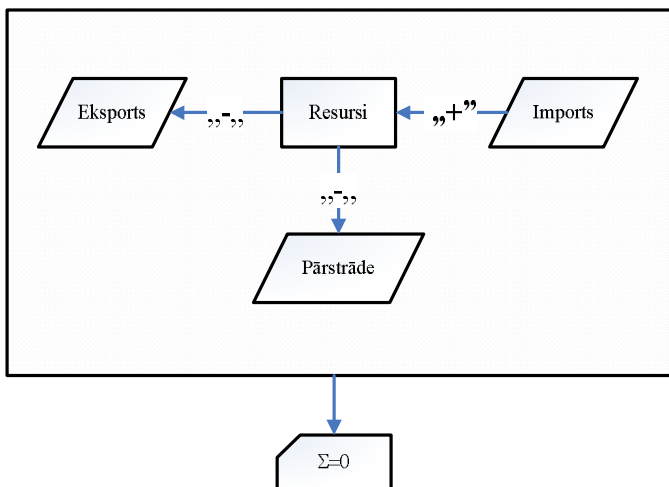 Eksports
„-„
Resursi
„+”
Imports
„-„
Pārstrāde
Σ=0